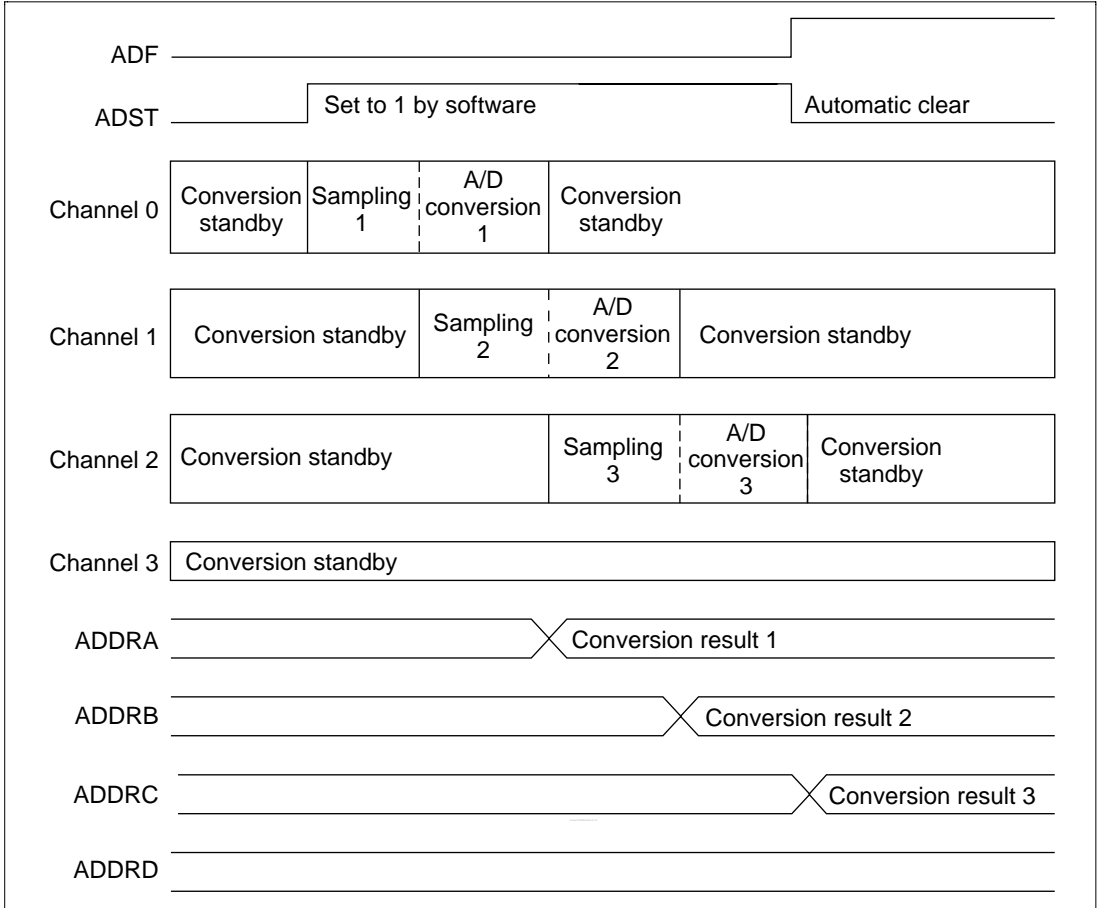 ADF
ADST
Set to 1 by software
Automatic clear
Channel 0
Conversion
standby
Sampling
1
A/D
conversion
1
Conversion
standby
Channel 1
Conversion standby
Sampling
2
A/D
conversion
2
Conversion standby
Channel 2
Conversion standby
Sampling
3
A/D
conversion
3
Conversion
standby
Channel 3
Conversion standby
ADDRA
Conversion result 1
ADDRB
Conversion result 2
ADDRC
Conversion result 3
ADDRD